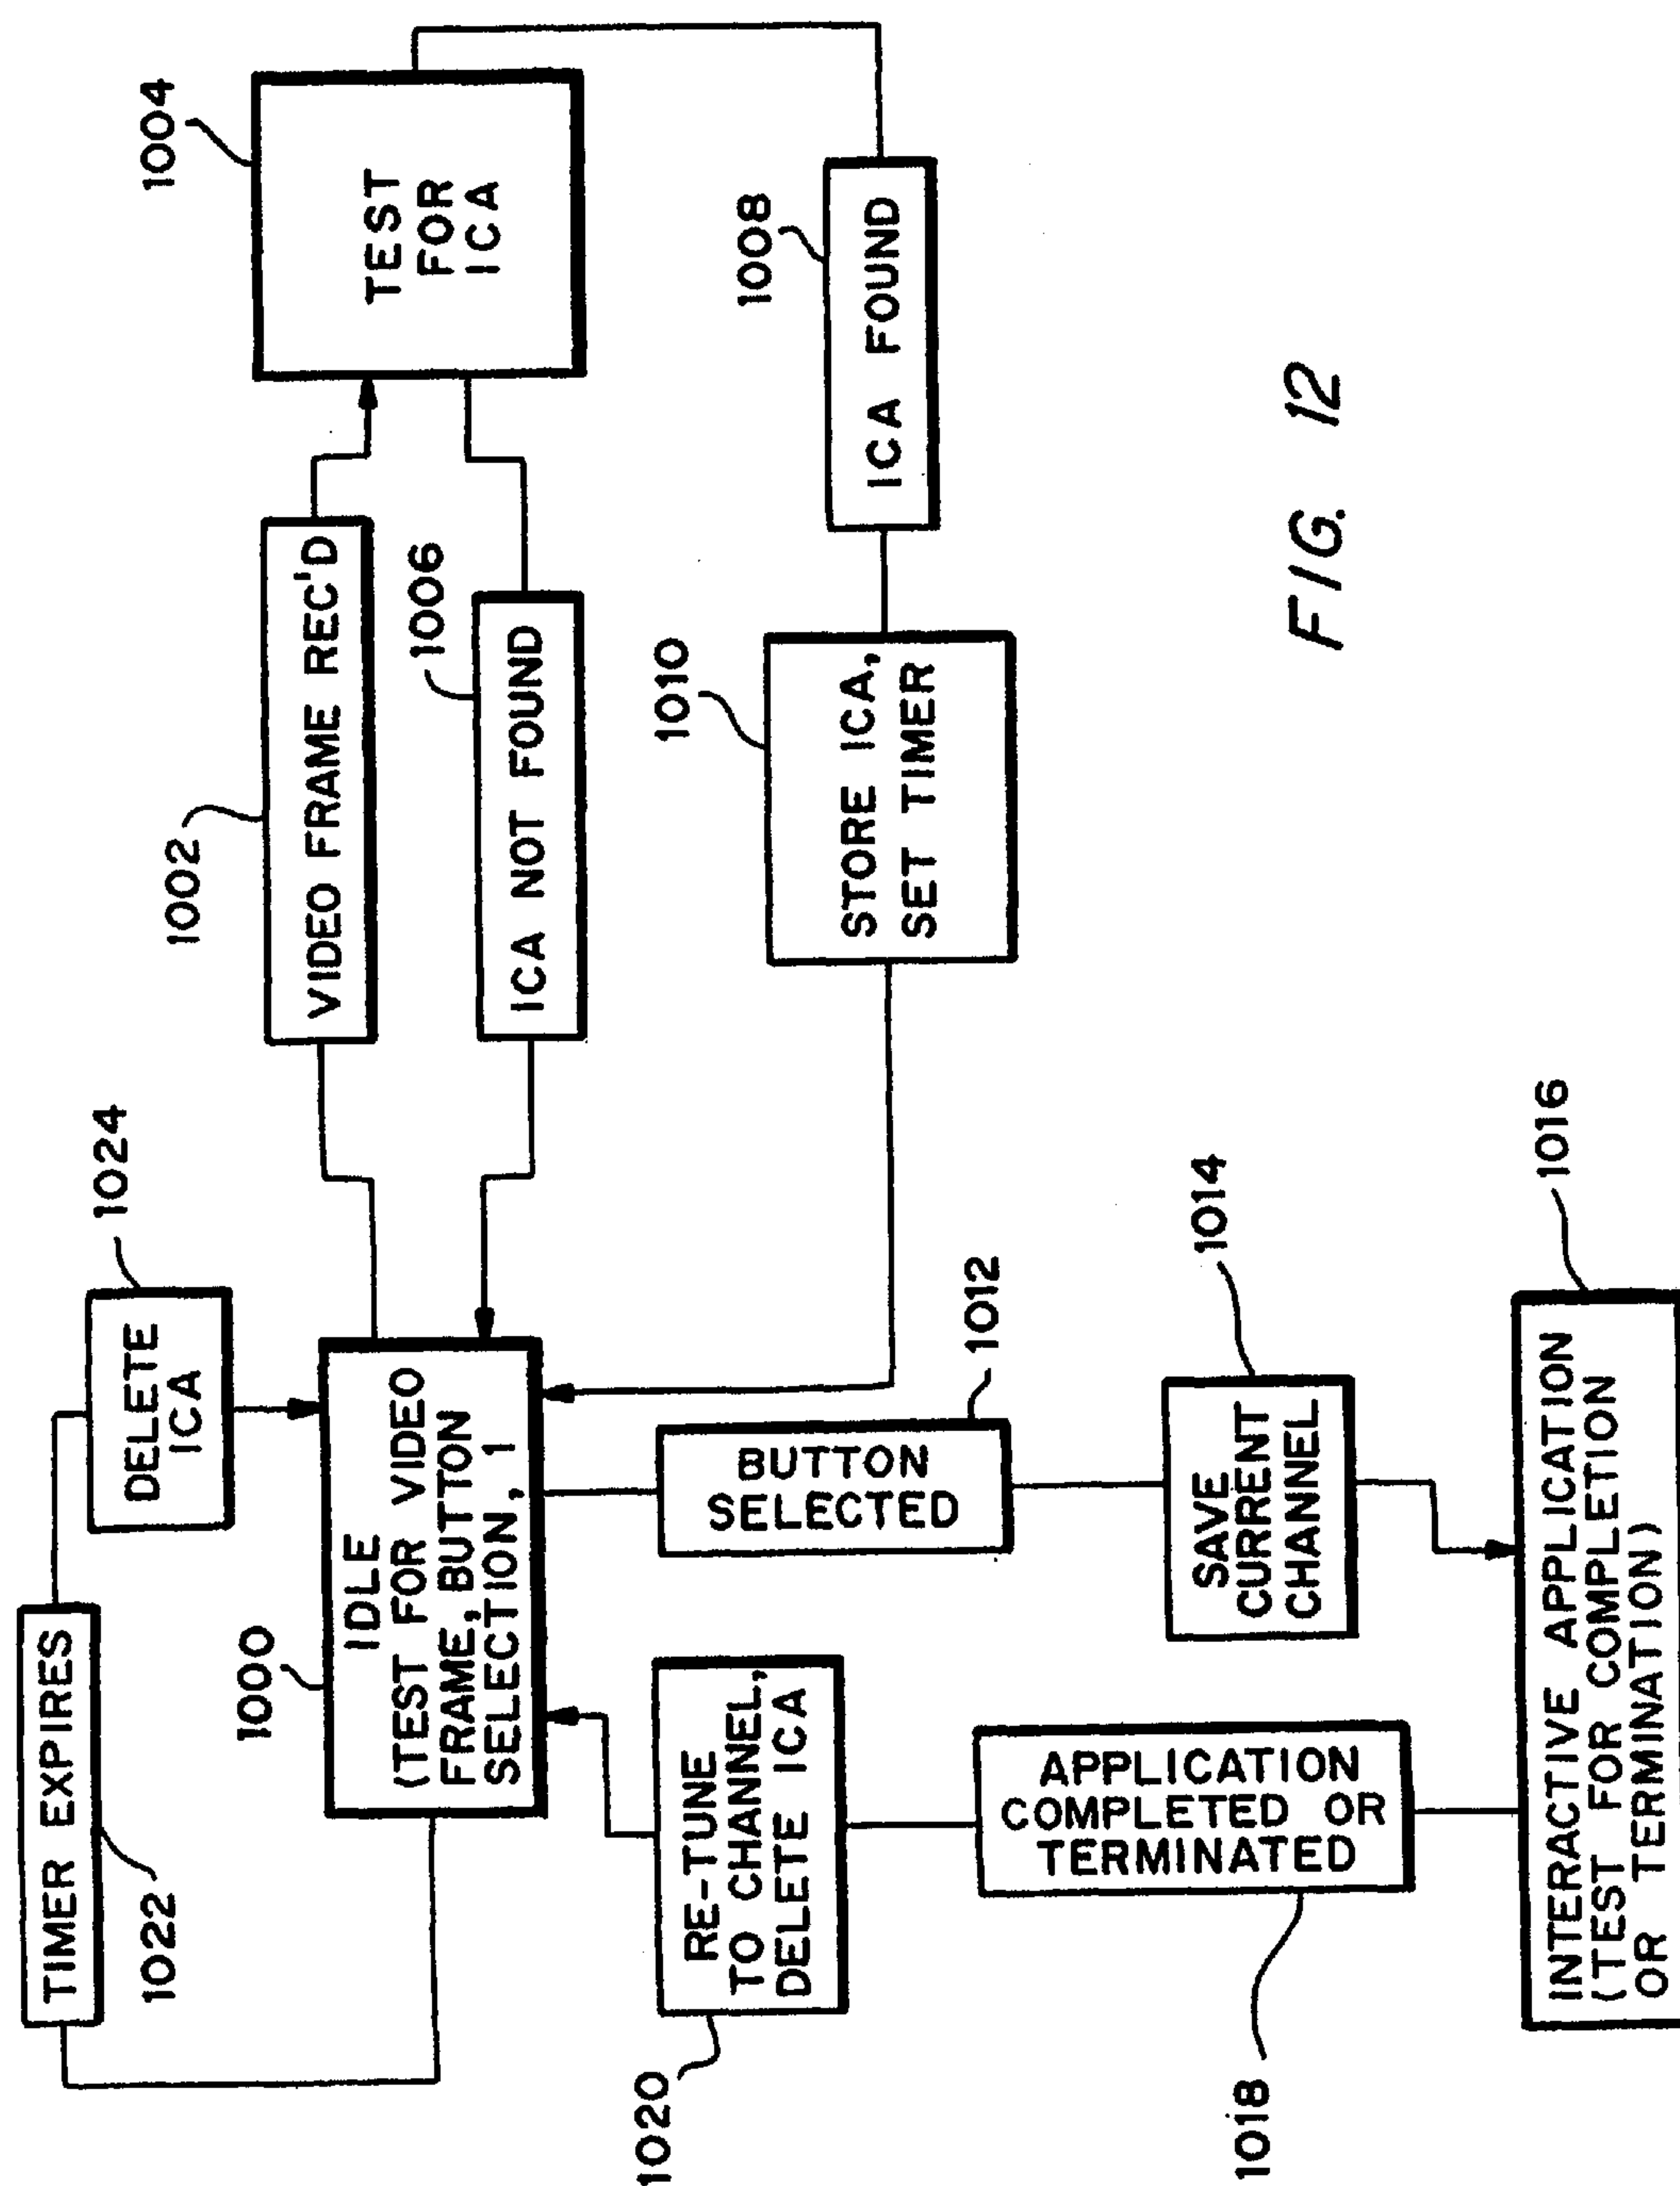 TIMER EXPIRES
1022
DELETE
ICA
1024
1000
IDLE
(TEST FOR VIDEO
FRAME, BUTTON
SELECTION, 1
1002
VIDEO FRAME REC'D
1004
TEST
FOR
ICA
1006
ICA NOT FOUND
1008
ICA FOUND
1010
STORE ICA,
SET TIMER
1012
BUTTON
SELECTED
1014
SAVE
CURRENT
CHANNEL
1016
INTERACTIVE APPLICATION
(TEST FOR COMPLETION
OR TERMINATION)
1018
APPLICATION
COMPLETED OR
TERMINATED
1020
RE-TUNE
TO CHANNEL,
DELETE ICA
FIG. 12